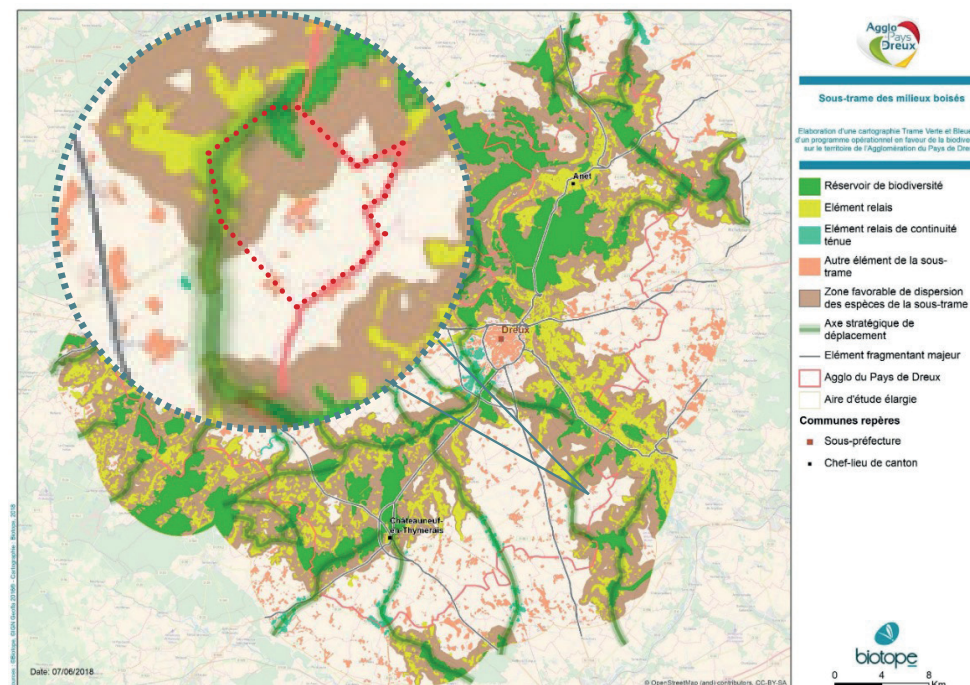 Agglo
Pays
Dreux
Sous-trame des milieux boisés
Elaboration d'une cartographie Trame Verte et Bleue
d'un programme opérationnel en faveur de la
sur le territoire de l'Agglomération du Pays de
Réservoir de biodiversité
Elément relais
Elément relais de continuité
ténue
Autre élément de la sous-
trame
Zone favorable de dispersion
des espèces de la sous-trame
Axe stratégique de
déplacement
Elément fragmentant majeur
Agglo du Pays de Dreux
Aire d'étude élargie
Communes repères
Sous-préfecture
Chef-lieu de canton
Anet
Dreux
Châteauneuf-
en-Thymerais
Date: 07/06/2018
© OpenStreetMap (and) contributors, CC-BY-SA
biotope
0 4 8
Km